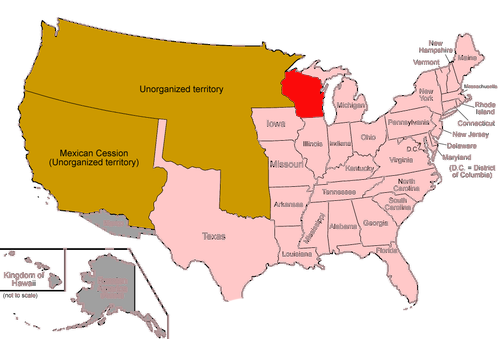 New
Hampshire
Vermont
Maine
Massachusetts
New
York
Rhode
Island
Connecticut
New Jersey
Delaware
Maryland
(D.C. = District
of Columbia)
D.C.
Unorganized territory
Mexican Cession
(Unorganized territory)
Michigan
Iowa
Illinois
Indiana
Ohio
Pennsylvania
Missouri
Kentucky
Virginia
North
Carolina
South
Carolina
Tennessee
Arkansas
Mississippi
Alabama
Georgia
Texas
Louisiana
Florida
Kingdom of
Hawaii
(not to scale)